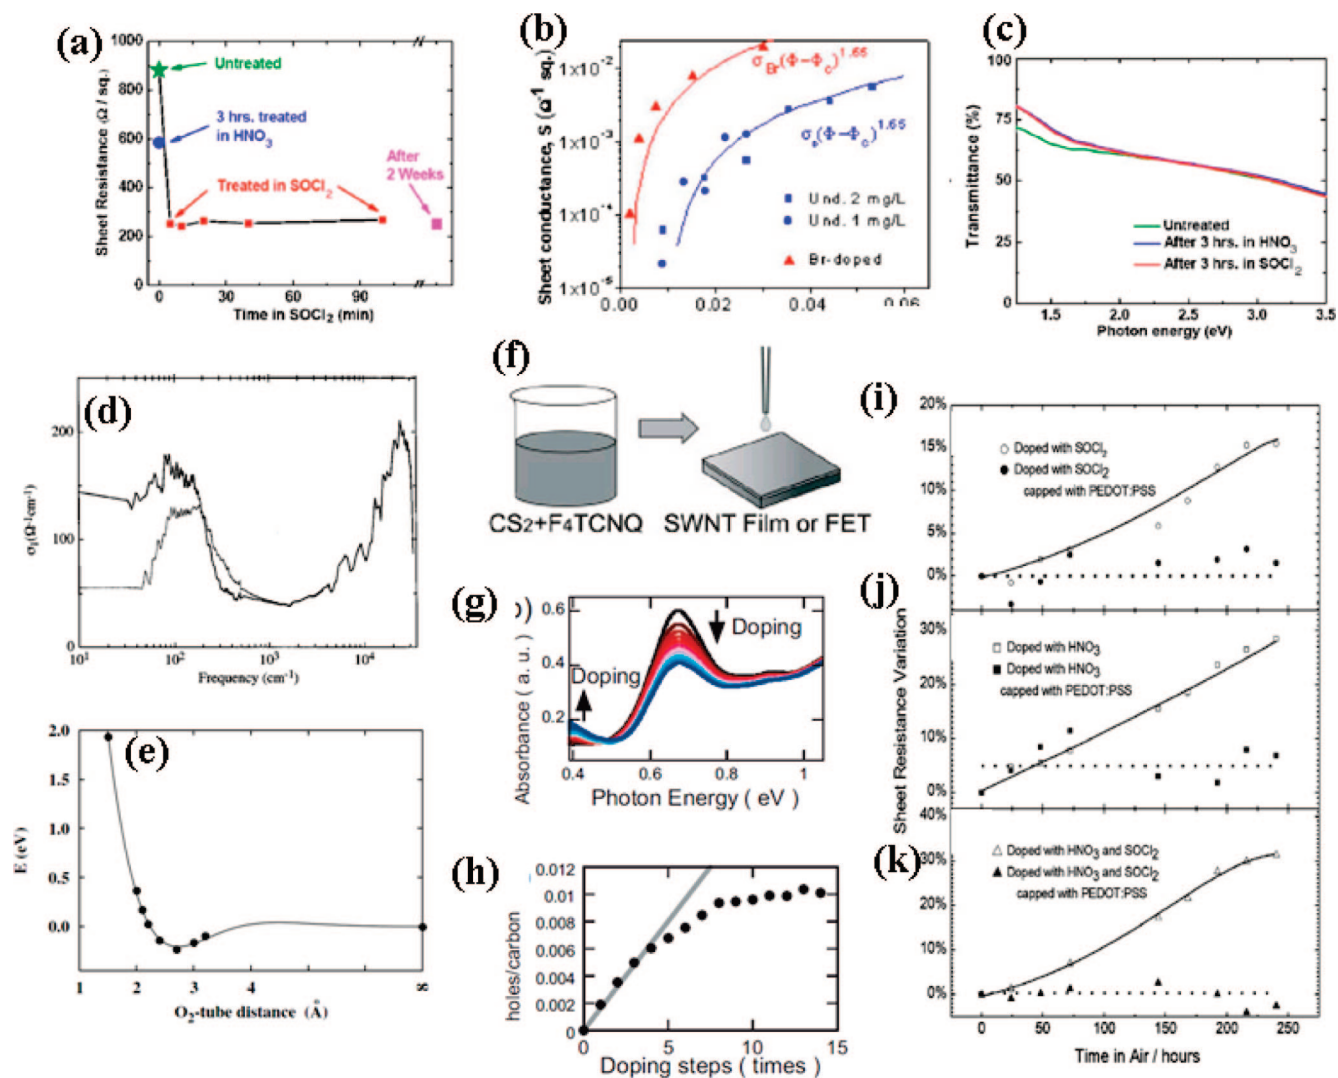 (a)
1000
800
600
400
200
0
Sheet Resistance (Ω / sq.)
Untreated
3 hrs. treated
in HNO3
Treated in SOCl2
After
2 Weeks
0 30 60 90
Time in SOCl2 (min)
(b)
Sheet conductance, S (Ω-1 sq.)
1x10-2
1x10-3
1x10-4
1x10-5
σBr(Φ−ΦC)1.65
(Φ−ΦC)1.65
Und. 2 mg/L
Und. 1 mg/L
Br-doped
0.00 0.02 0.04 0.06
(c)
100
75
50
25
0
Transmittance (%)
Untreated
After 3 hrs. in HNO3
After 3 hrs. in SOCl2
1.5 2.0 2.5 3.0 3.5
Photon energy (eV)
(d)
200
100
0
σ1(Ω-1cm-1)
101 102 103 104
Frequency (cm-1)
(e)
2.0
1.5
1.0
0.5
0.0
E (eV)
1 2 3 4 ∞
O2-tube distance (Å)
(f)
CS2+F4TCNQ
SWNT Film or FET
(g)
0.6
0.4
0.2
Absorbance ( a. u. )
Doping
Doping
0.4 0.6 0.8 1
Photon Energy ( eV )
(h)
0.012
0.01
0.008
0.006
0.004
0.002
0
holes/carbon
0 5 10 15
Doping steps ( times )
(i)
20%
15%
10%
5%
0%
Doped with SOCl2
Doped with SOCl2
capped with PEDOT:PSS
(j)
30%
20%
10%
0%
Doped with HNO3
Doped with HNO3
capped with PEDOT:PSS
Sheet Resistance Variation
(k)
40%
30%
20%
10%
0%
Doped with HNO3 and SOCl2
Doped with HNO3 and SOCl2
capped with PEDOT:PSS
0 50 100 150 200 250
Time in Air / hours